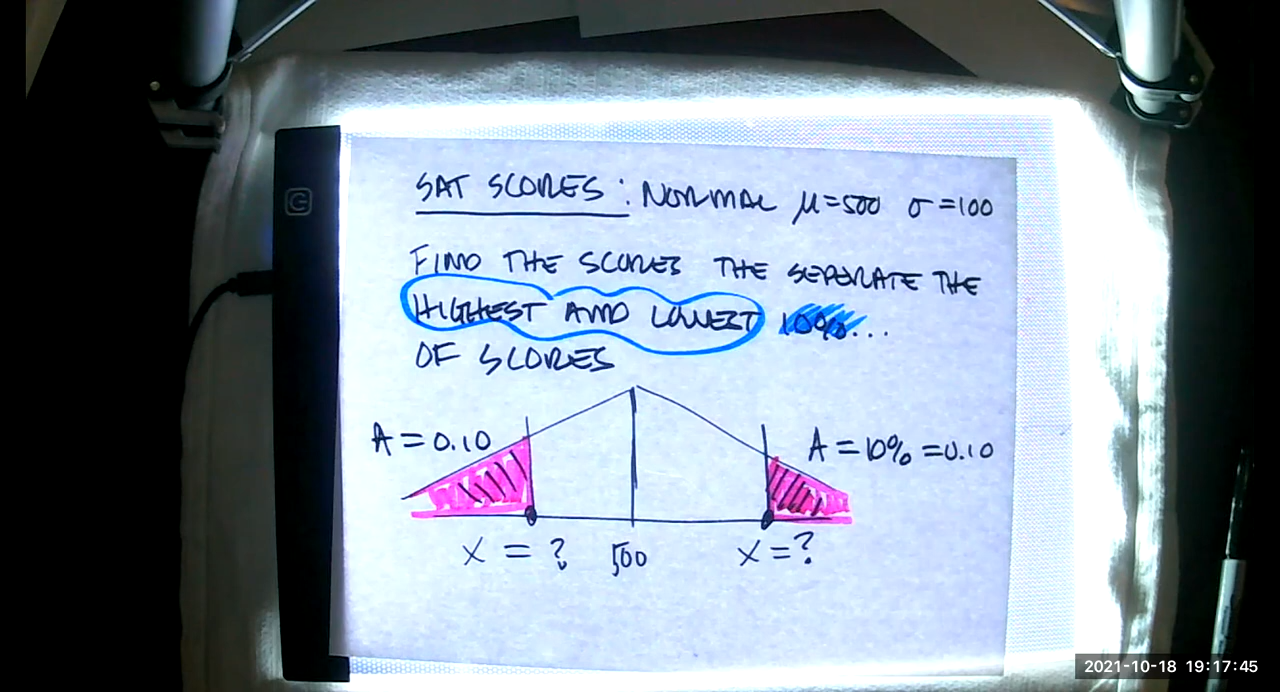 SAT SCORES: NORMAL μ=500 σ=100
FIND THE SCORES THE SEPERATE THE
HIGHEST AND LOWEST 10%...
OF SCORES
A=0.10
A=10%=0.10
X = ?
500
X=?
2021-10-18 19:17:45